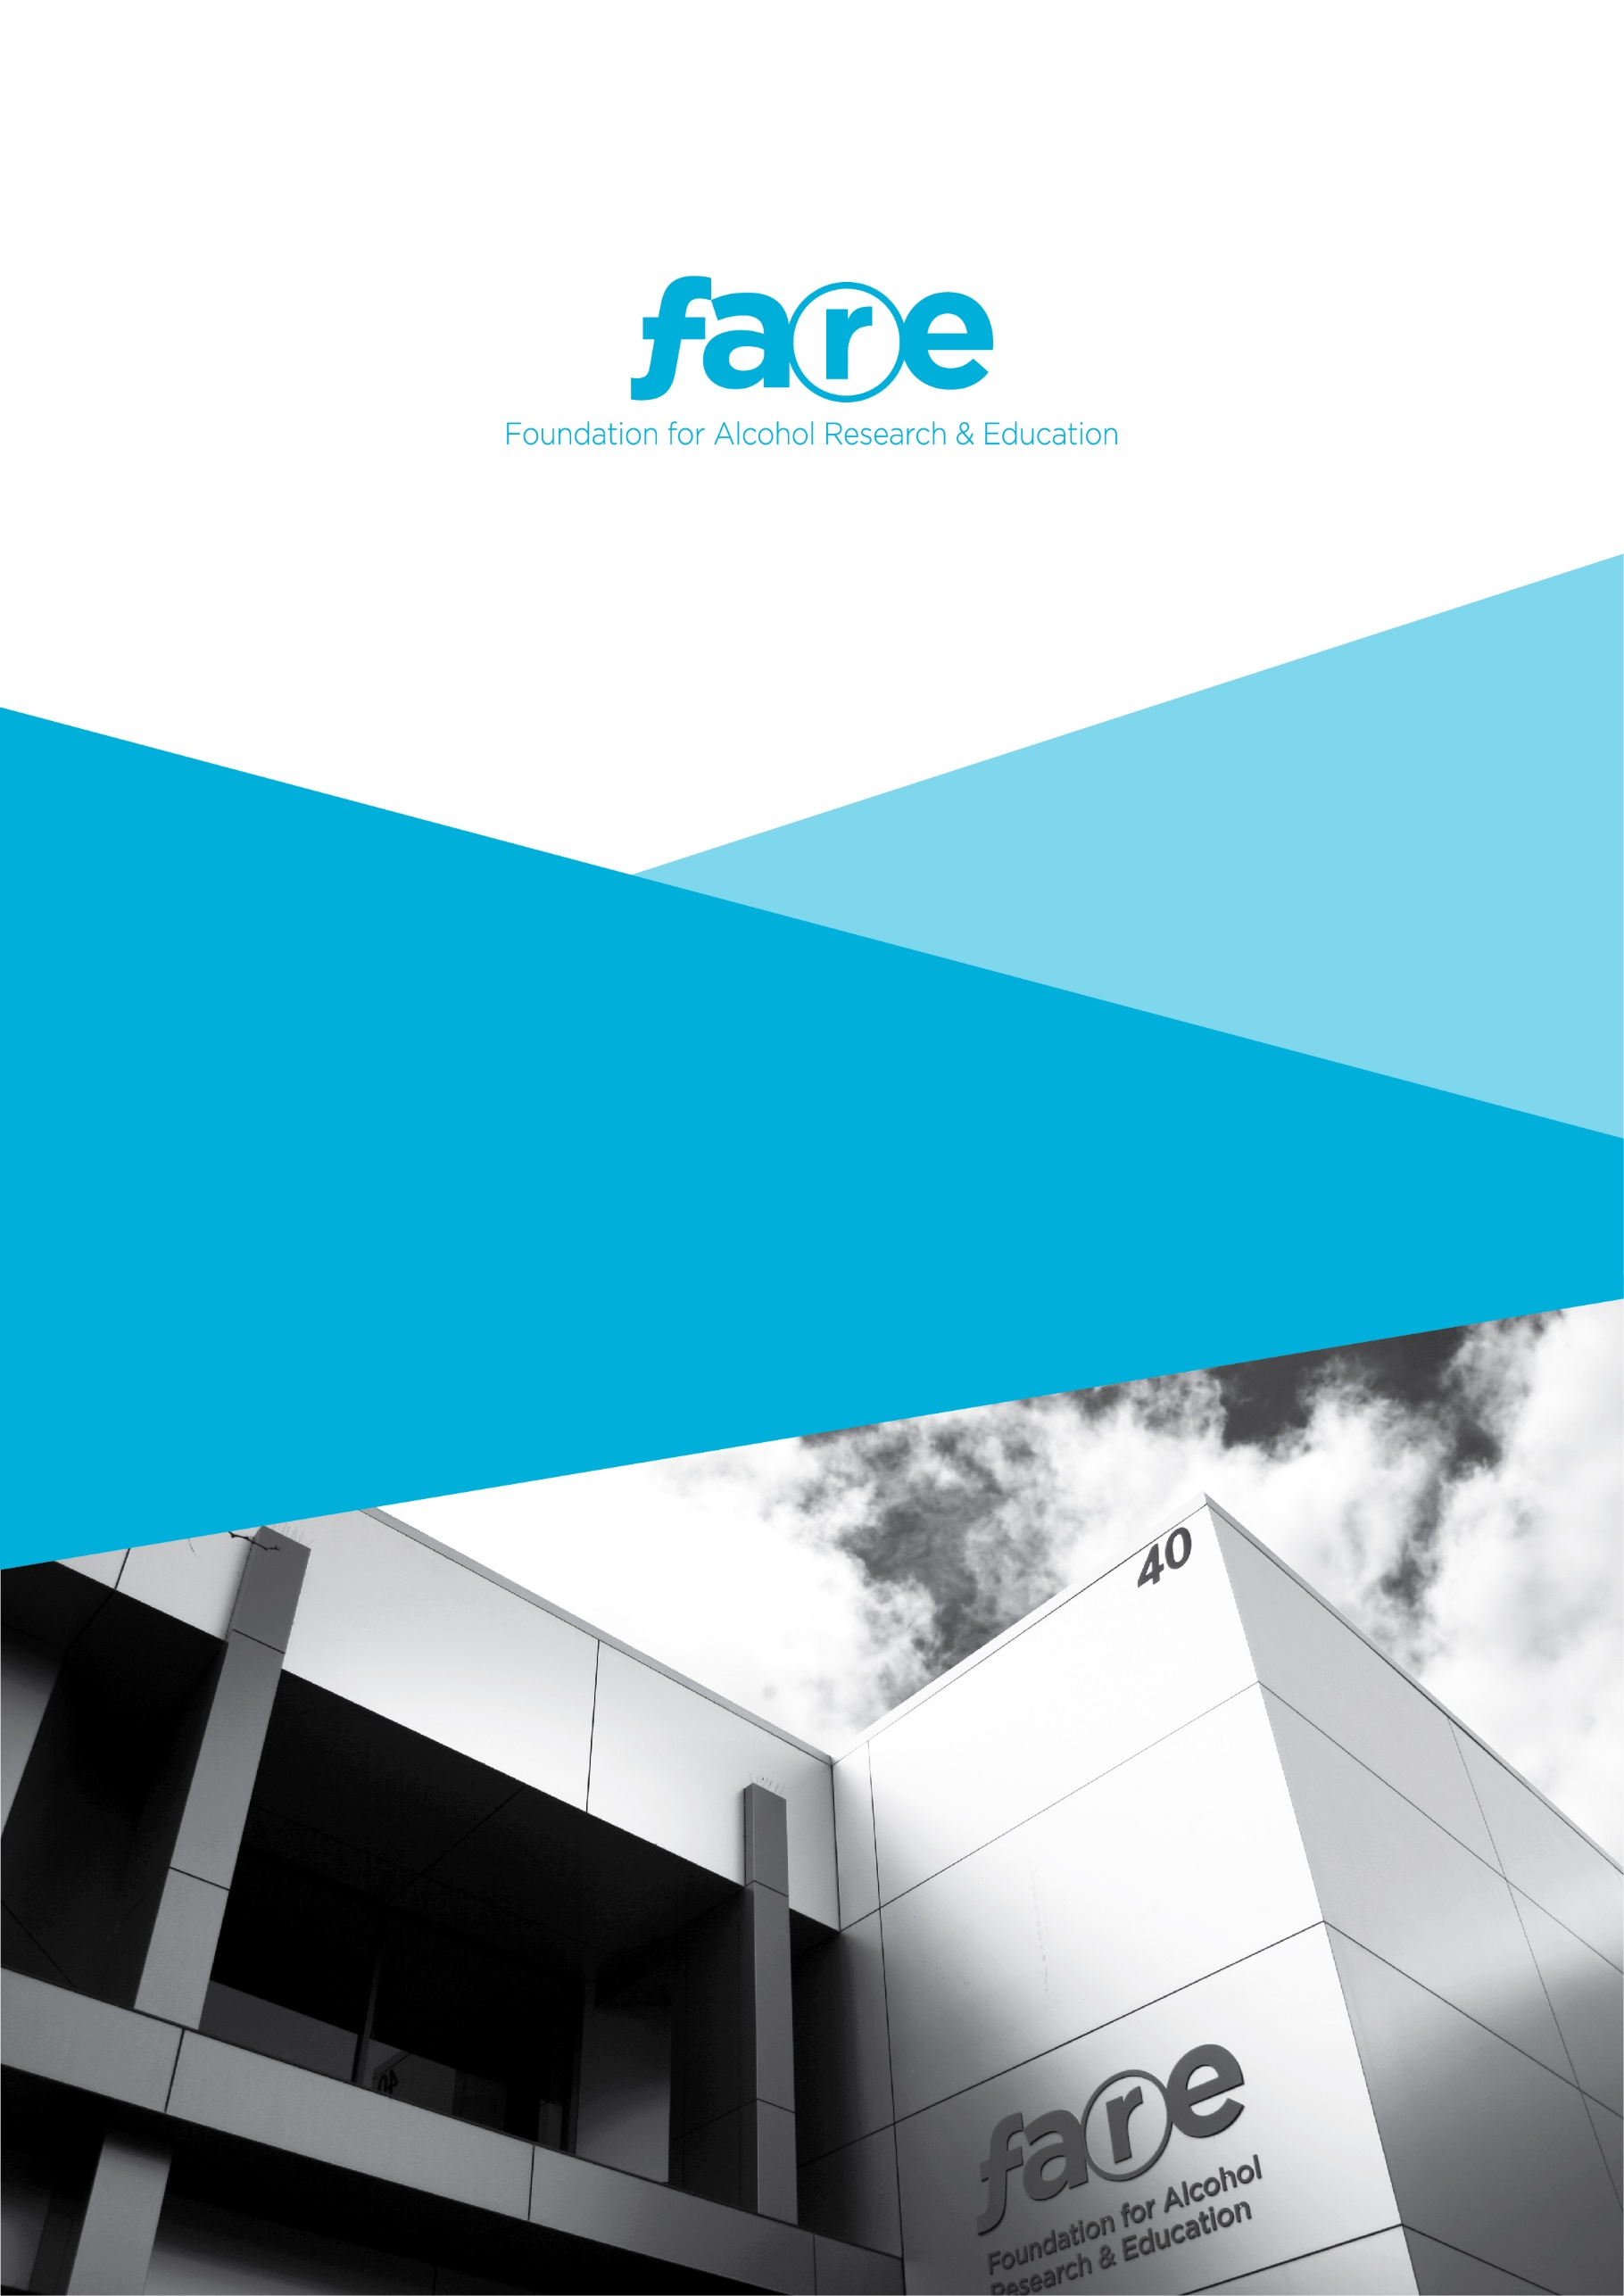 fare
Foundation for Alcohol Research & Education
40
fare
Foundation for Alcohol
Research & Education